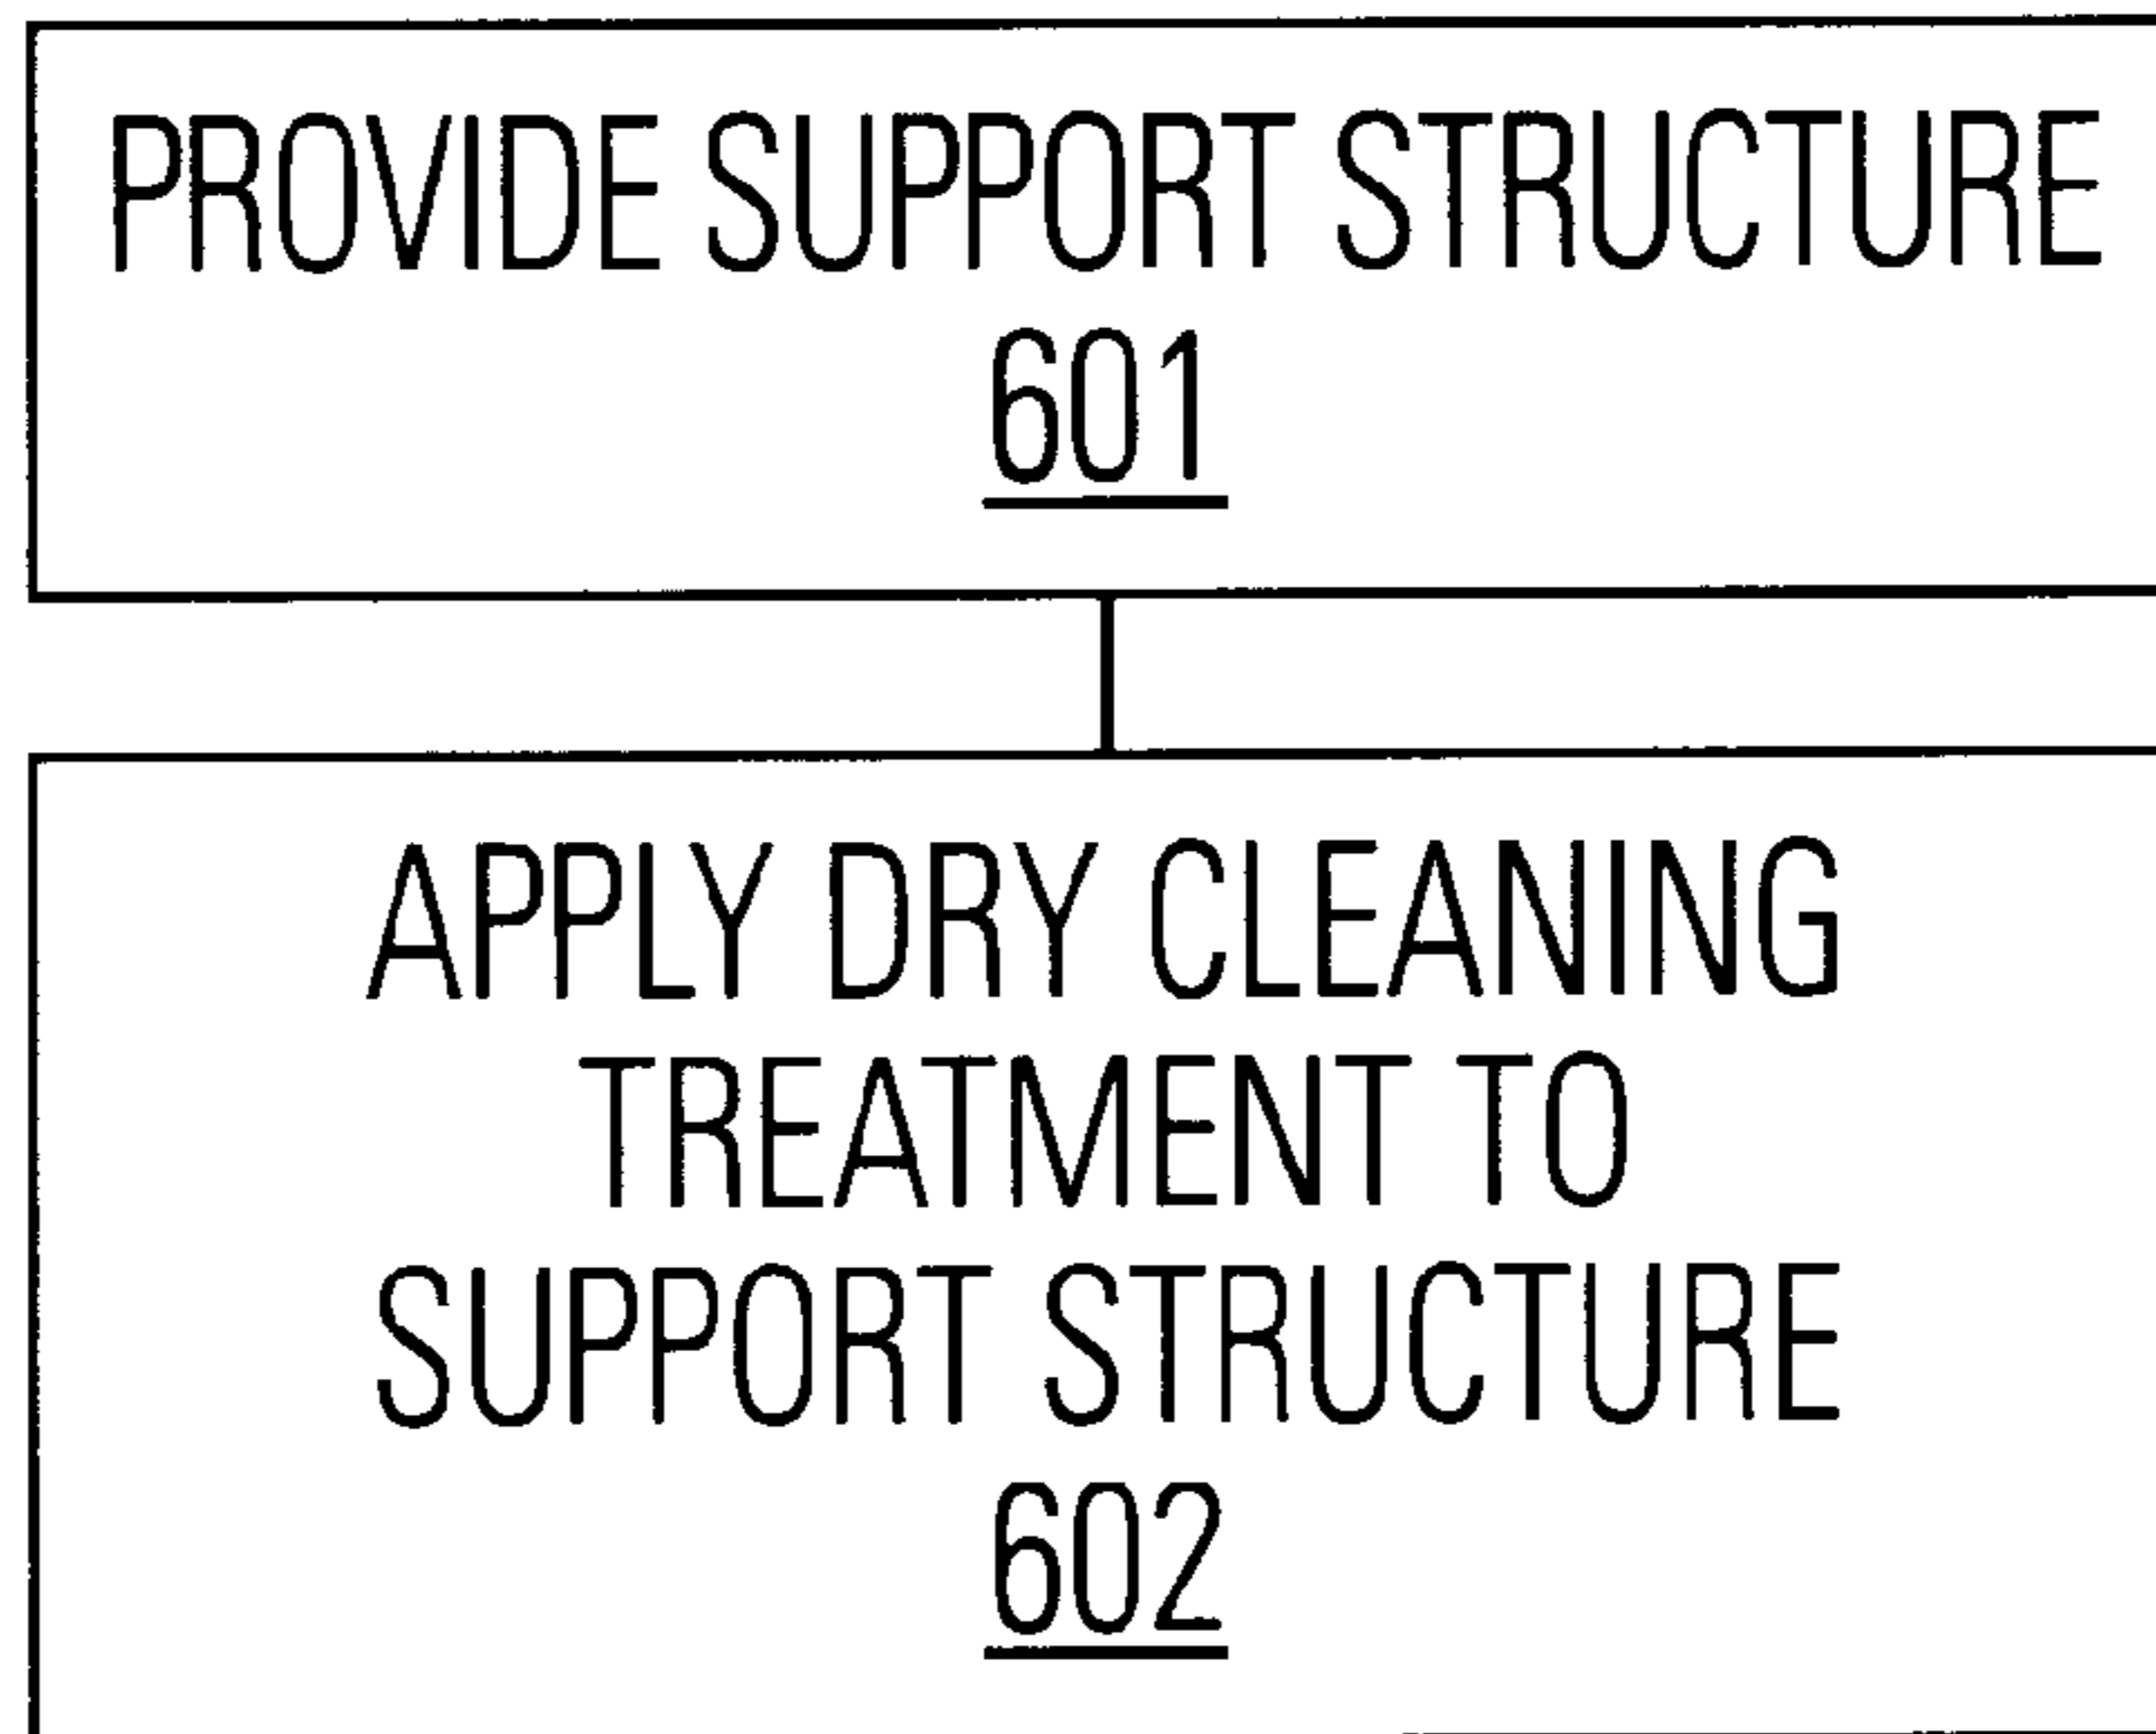 PROVIDE SUPPORT STRUCTURE
601
APPLY DRY CLEANING
TREATMENT TO
SUPPORT STRUCTURE
602